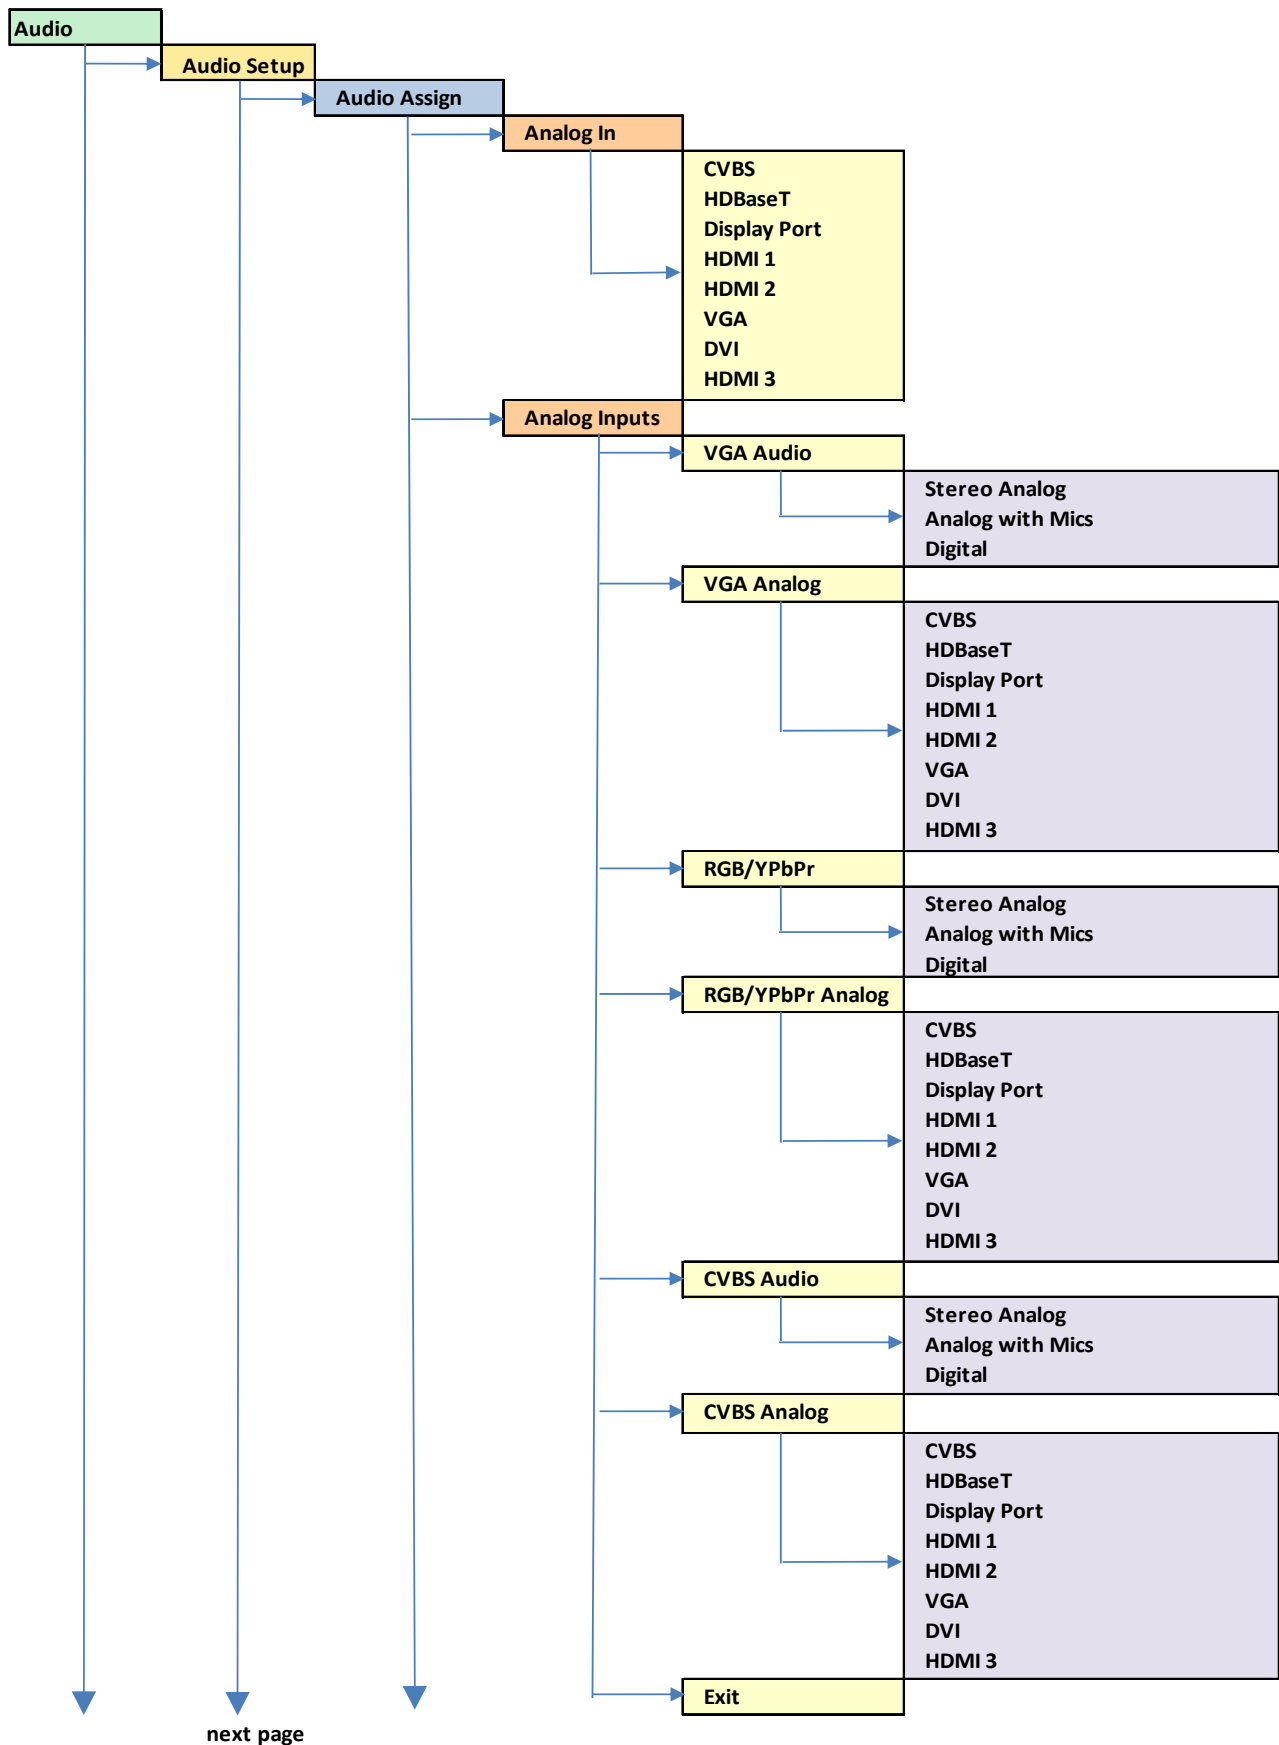 Audio
Audio Setup
Audio Assign
Analog In
CVBS
HDBaseT
Display Port
HDMI 1
HDMI 2
VGA
DVI
HDMI 3
Analog Inputs
VGA Audio
Stereo Analog
Analog with Mics
Digital
VGA Analog
CVBS
HDBaseT
Display Port
HDMI 1
HDMI 2
VGA
DVI
HDMI 3
RGB/YPbPr
Stereo Analog
Analog with Mics
Digital
RGB/YPbPr Analog
CVBS
HDBaseT
Display Port
HDMI 1
HDMI 2
VGA
DVI
HDMI 3
CVBS Audio
Stereo Analog
Analog with Mics
Digital
CVBS Analog
CVBS
HDBaseT
Display Port
HDMI 1
HDMI 2
VGA
DVI
HDMI 3
Exit
next page